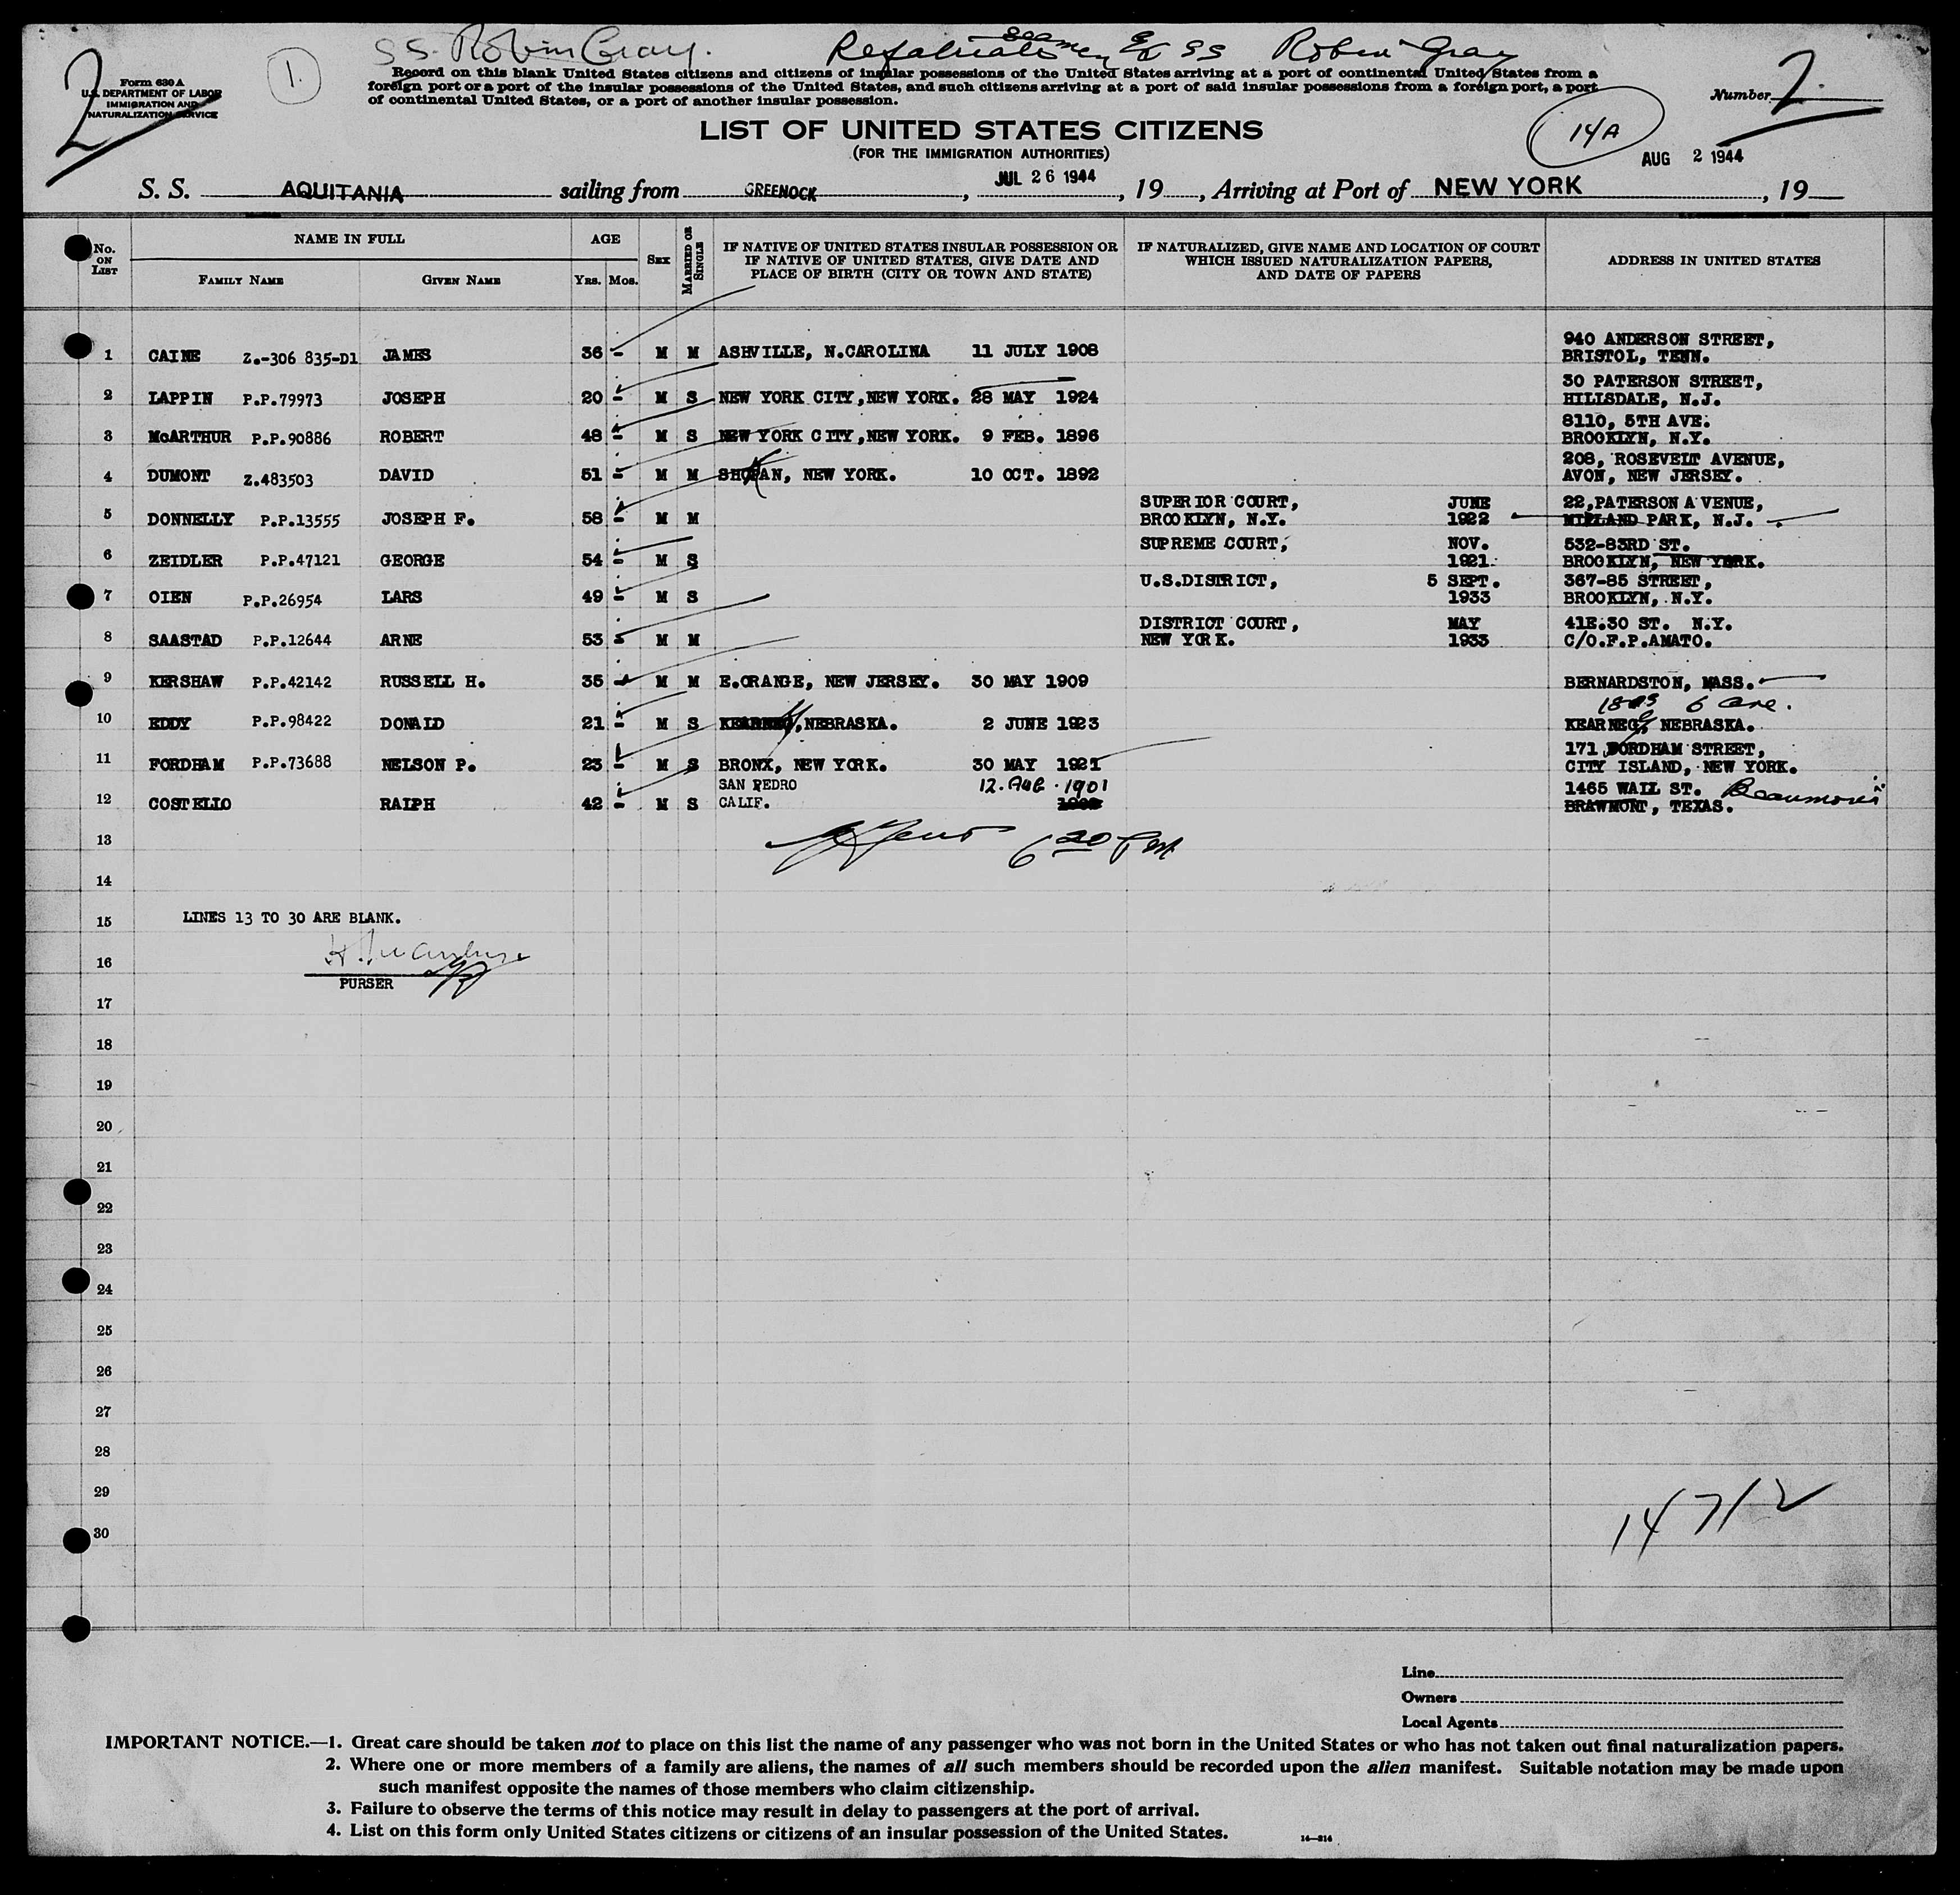 2
Form 630 A
U.S. DEPARTMENT OF LABOR
IMMIGRATION AND
NATURALIZATION SERVICE
1.
SS. Robin Gray.
seamen Ex SS Robin Gray
Record on this blank United States citizens and citizens of insular possessions of the United States arriving at a port of continental United States from a
foreign port or a port of the insular possessions of the United States, and such citizens arriving at a port of said insular possessions from a foreign port, a port
of continental United States, or a port of another insular possession.
Number 2
LIST OF UNITED STATES CITIZENS
(FOR THE IMMIGRATION AUTHORITIES)
14A
AUG 2 1944
S. S. AQUITANIA sailing from GREENOCK, JUL 26 1944, 19 , Arriving at Port of NEW YORK, 19
No. ON LIST
NAME IN FULL
FAMILY NAME GIVEN NAME
AGE
YRS. MOS.
SEX
MARRIED OR SINGLE
IF NATIVE OF UNITED STATES INSULAR POSSESSION OR
IF NATIVE OF UNITED STATES, GIVE DATE AND
PLACE OF BIRTH (CITY OR TOWN AND STATE)
IF NATURALIZED, GIVE NAME AND LOCATION OF COURT
WHICH ISSUED NATURALIZATION PAPERS,
AND DATE OF PAPERS
ADDRESS IN UNITED STATES
1 CAINE Z.-306 835-D1 JAMES 36 - M M ASHVILLE, N.CAROLINA 11 JULY 1908 940 ANDERSON STREET,
BRISTOL, TENN.
2 LAPPIN P.P.79973 JOSEPH 20 - M S NEW YORK CITY,NEW YORK. 28 MAY 1924 30 PATERSON STREET,
HILLSDALE, N.J.
3 McARTHUR P.P.90886 ROBERT 48 - M S NEW YORK CITY,NEW YORK. 9 FEB. 1896 8110, 5TH AVE.
BROOKLYN, N.Y.
4 DUMONT Z.483503 DAVID 51 - M M SHOKAN, NEW YORK. 10 OCT. 1892 208, ROSEVELT AVENUE,
AVON, NEW JERSEY.
5 DONNELLY P.P.13555 JOSEPH F. 58 - M M SUPERIOR COURT, JUNE 22,PATERSON AVENUE,
BROOKLYN, N.Y. 1922 MIDLAND PARK, N.J.
6 ZEIDLER P.P.47121 GEORGE 54 - M S SUPREME COURT, NOV. 532-83RD ST.
1921. BROOKLYN, NEW YORK.
7 OIEN P.P.26954 LARS 49 - M S U.S.DISTRICT, 5 SEPT. 367-85 STREET,
1933 BROOKLYN, N.Y.
8 SAASTAD P.P.12644 ARNE 53 - M M DISTRICT COURT, MAY 41E.30 ST. N.Y.
NEW YORK. 1933 C/O.F.P.AMATO.
9 KERSHAW P.P.42142 RUSSELL H. 35 - M M E.ORANGE, NEW JERSEY. 30 MAY 1909 BERNARDSTON, MASS.
10 EDDY P.P.98422 DONALD 21 - M S KEARNEY,NEBRASKA. 2 JUNE 1923 6 Ave.
KEARNEY, NEBRASKA.
11 FORDHAM P.P.73688 NELSON P. 23 - M S BRONX, NEW YORK. 30 MAY 1921 171 FORDHAM STREET,
CITY ISLAND, NEW YORK.
12 COSTELLO RALPH 42 - M S SAN PEDRO 12. AUG. 1901 1465 WALL ST. Beaumont
CALIF. BRAWMONT, TEXAS.
13
6 20 PM
14
15 LINES 13 TO 30 ARE BLANK.
16
PURSER
17
18
19
20
21
22
23
24
25
26
27
28
29
30
14712
Line
Owners
Local Agents
IMPORTANT NOTICE.—1. Great care should be taken not to place on this list the name of any passenger who was not born in the United States or who has not taken out final naturalization papers.
2. Where one or more members of a family are aliens, the names of all such members should be recorded upon the alien manifest. Suitable notation may be made upon
such manifest opposite the names of those members who claim citizenship.
3. Failure to observe the terms of this notice may result in delay to passengers at the port of arrival.
4. List on this form only United States citizens or citizens of an insular possession of the United States.
14—214